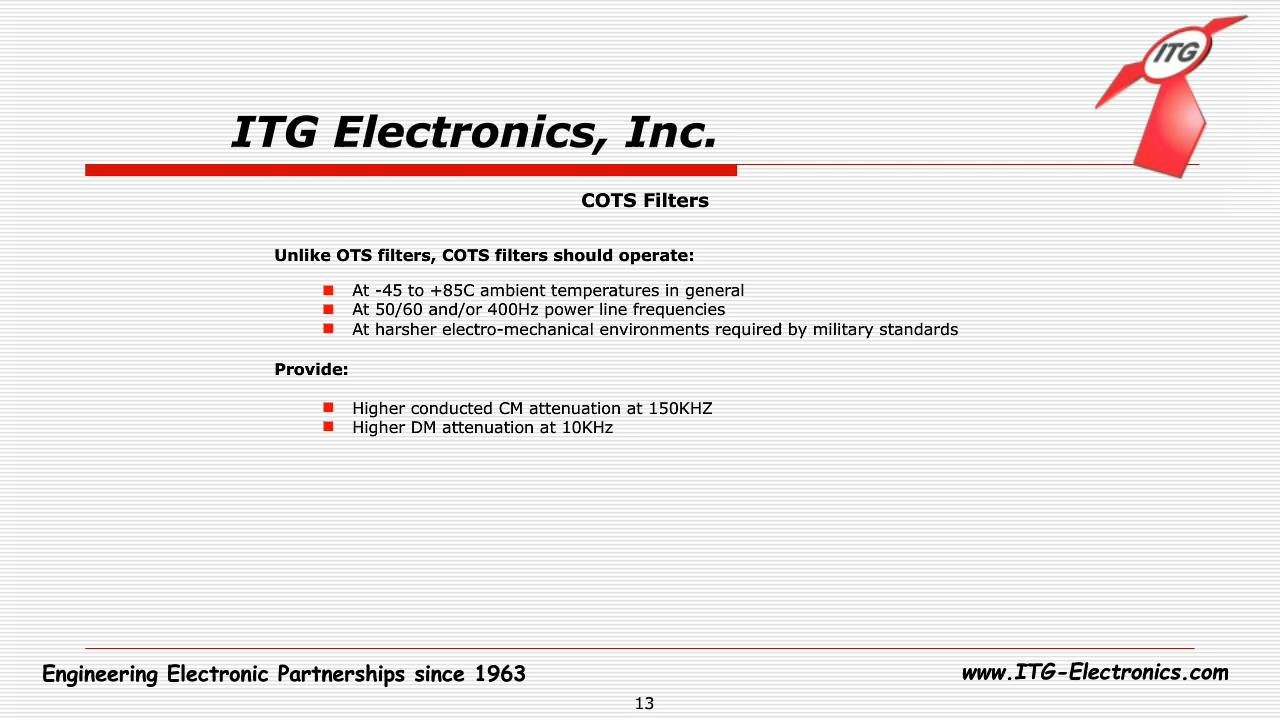 ITG
ITG Electronics, Inc.
COTS Filters
Unlike OTS filters, COTS filters should operate:
At -45 to +85C ambient temperatures in general
At 50/60 and/or 400Hz power line frequencies
At harsher electro-mechanical environments required by military standards
Provide:
Higher conducted CM attenuation at 150KHZ
Higher DM attenuation at 10KHz
Engineering Electronic Partnerships since 1963
www.ITG-Electronics.com
13